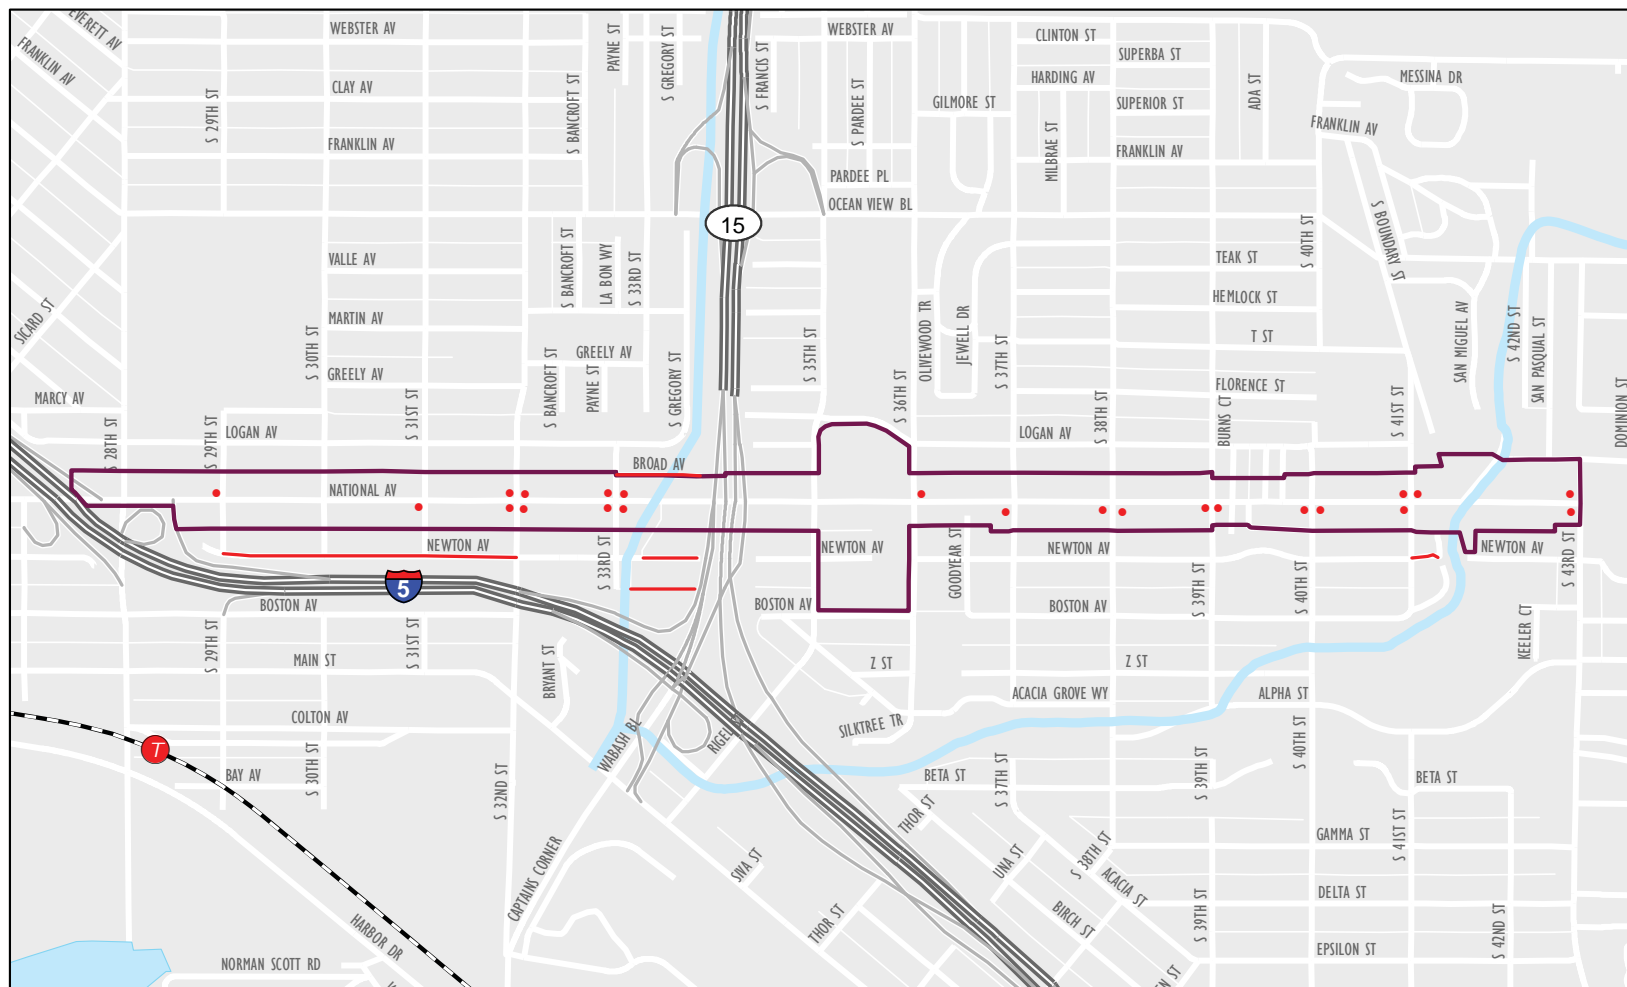 EVERETT AV
FRANKLIN AV
WEBSTER AV
PAYNE ST
S GREGORY ST
S FRANCIS ST
WEBSTER AV
CLINTON ST
SUPERBA ST
MESSINA DR
CLAY AV
S 29TH ST
S BANCROFT ST
S PARDEE ST
HARDING AV
GILMORE ST
SUPERIOR ST
ADA ST
FRANKLIN AV
FRANKLIN AV
MILBRAE ST
FRANKLIN AV
PARDEE PL
OCEAN VIEW BL
15
S BOUNDARY ST
S 40TH ST
VALLE AV
S BANCROFT ST
LA BON WY
S 33RD ST
TEAK ST
HEMLOCK ST
SICARD ST
MARTIN AV
S 30TH ST
GREELY AV
GREELY AV
S BANCROFT ST
PAYNE ST
S GREGORY ST
S 35TH ST
S 36TH ST
OLIVEWOOD TR
JEWELL DR
S 37TH ST
T ST
SAN MIGUEL AV
S 42ND ST
SAN PASQUAL ST
MARCY AV
FLORENCE ST
S 28TH ST
S 29TH ST
LOGAN AV
S 31ST ST
LOGAN AV
S 38TH ST
BURNS CT
S 41ST ST
DOMINION ST
BROAD AV
NATIONAL AV
NEWTON AV
S 33RD ST
NEWTON AV
GOODYEAR ST
NEWTON AV
S 39TH ST
S 40TH ST
NEWTON AV
S 43RD ST
5
BOSTON AV
BOSTON AV
BOSTON AV
S 29TH ST
S 31ST ST
KEELER CT
MAIN ST
BRYANT ST
Z ST
Z ST
ACACIA GROVE WY
ALPHA ST
COLTON AV
WABASH BL
RIGEL ST
SILKTREE TR
S 40TH ST
T
BAY AV
S 30TH ST
S 32ND ST
BETA ST
S 37TH ST
S 39TH ST
BETA ST
THOR ST
GAMMA ST
S 41ST ST
CAPTAINS CORNER
SIVA ST
UNA ST
S 38TH ST
ACACIA ST
DELTA ST
HARBOR DR
THOR ST
BIRCH ST
S 39TH ST
S 42ND ST
EPSILON ST
NORMAN SCOTT RD